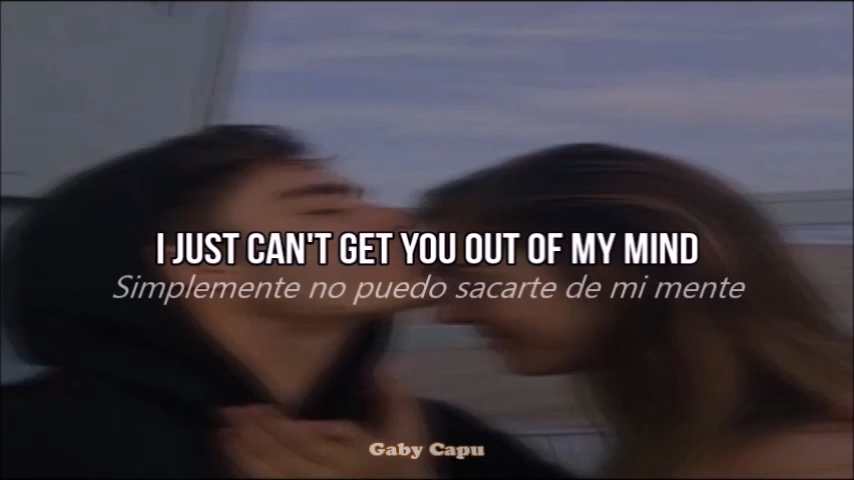 I JUST CAN'T GET YOU OUT OF MY MIND
Simplemente no puedo sacarte de mi mente
Gaby Capu